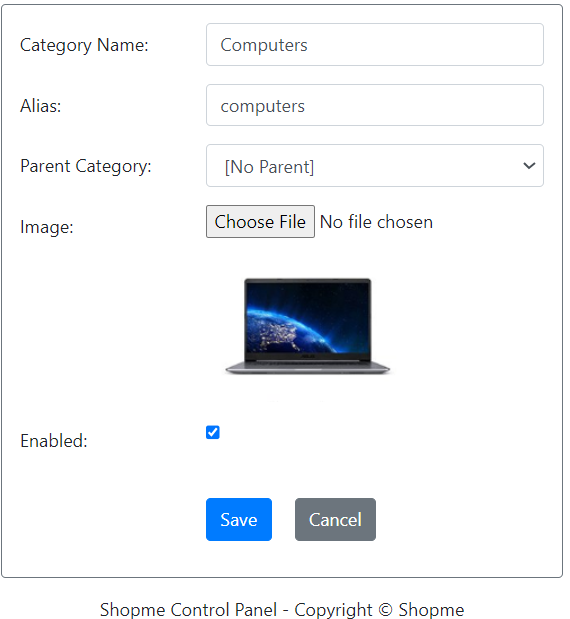 Category Name: Computers
Alias: computers
Parent Category: [No Parent]
Image: Choose File No file chosen
Enabled:
Save Cancel
Shopme Control Panel - Copyright © Shopme